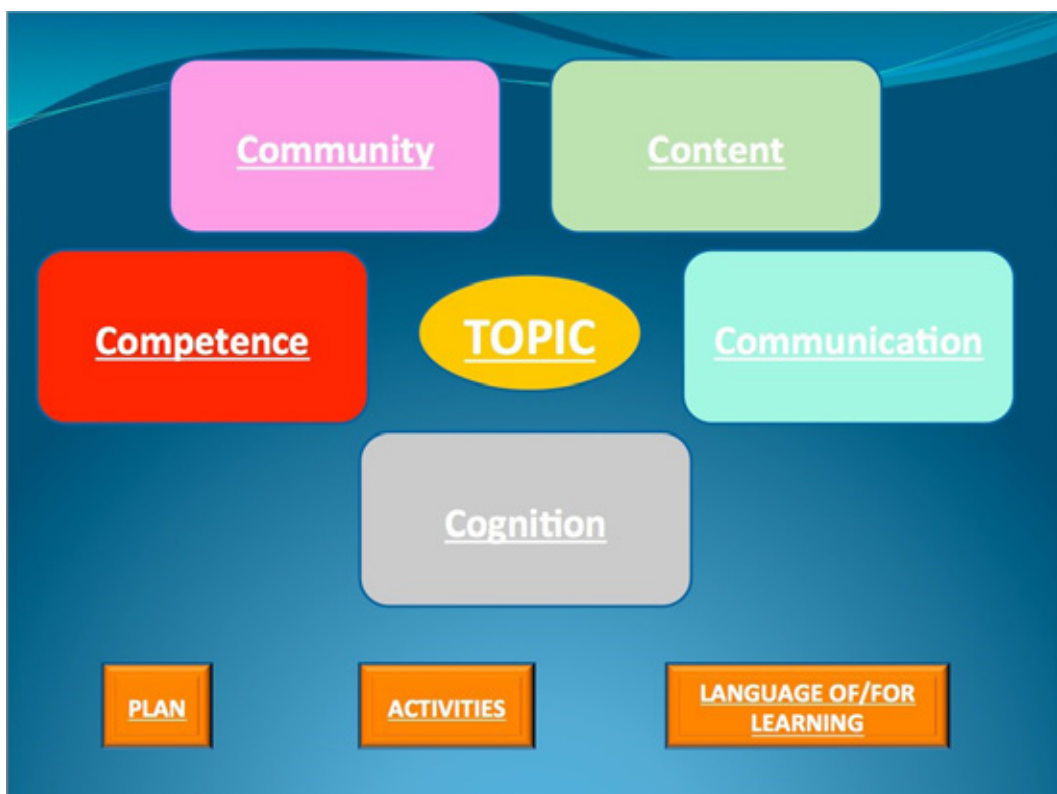 Community
Content
Competence
TOPIC
Communication
Cognition
PLAN
ACTIVITIES
LANGUAGE OF/FOR
LEARNING